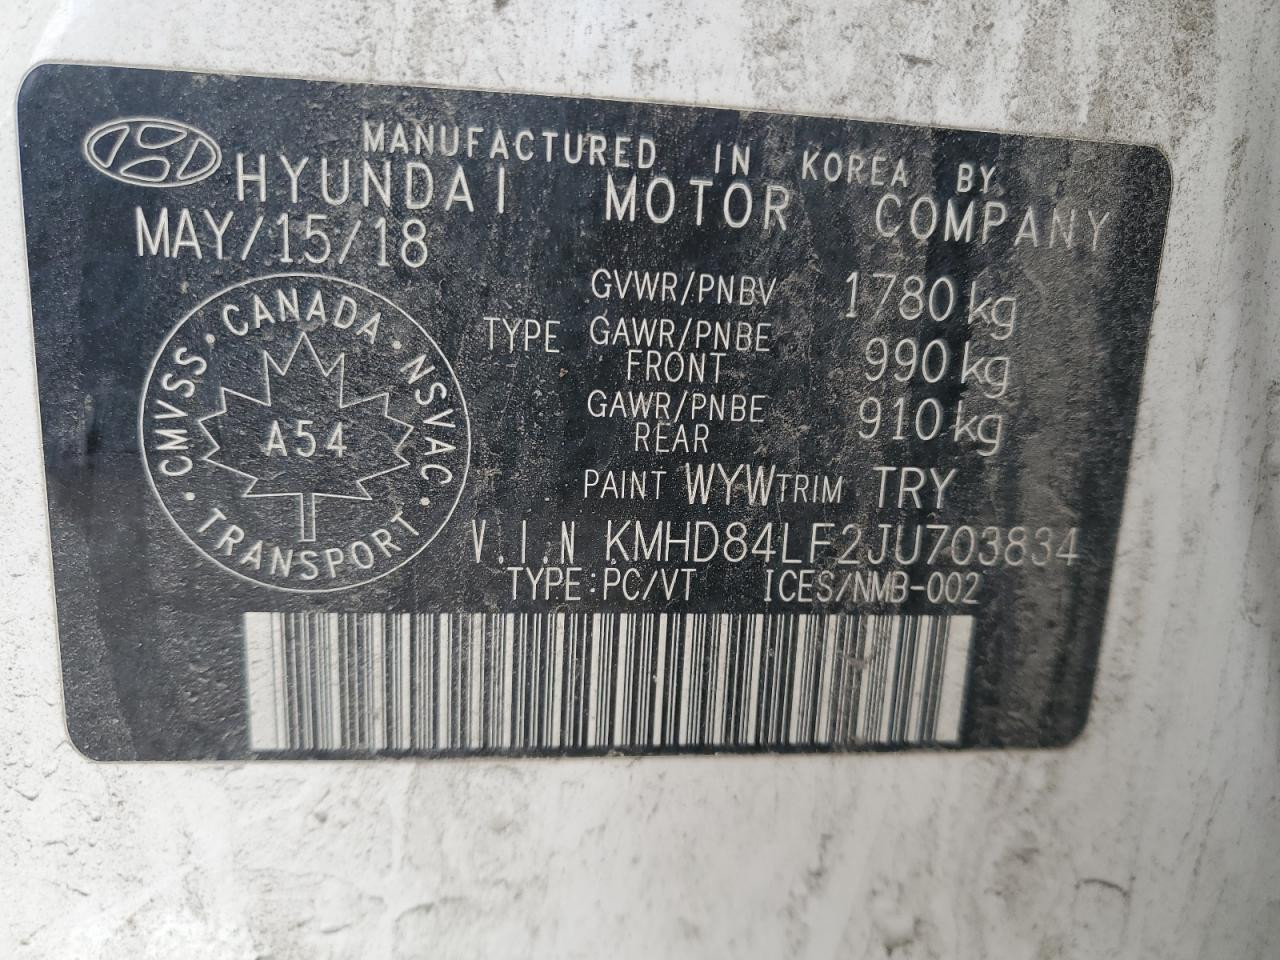 MANUFACTURED IN KOREA BY
HYUNDAI MOTOR COMPANY
MAY/15/18
GVWR/PNBV 1780 kg
TYPE GAWR/PNBE FRONT 990 kg
GAWR/PNBE REAR 910 kg
PAINT WYW TRIM TRY
V.I.N KMHD84LF2JU703834
TYPE:PC/VT ICES/NMB-002
CMVSS · CANADA · NSVAC · TRANSPORT ·
A54